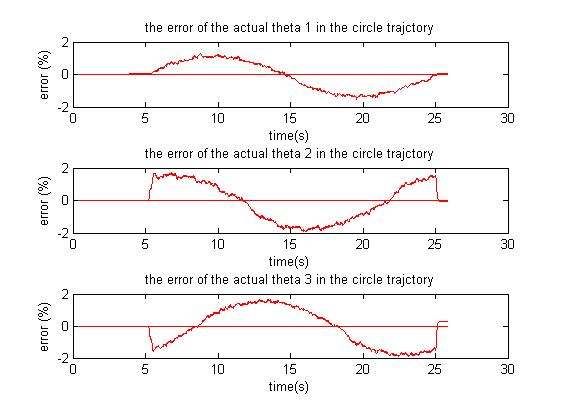 the error of the actual theta 1 in the circle trajctory
2
0
-2
error (%)
0 5 10 15 20 25 30
time(s)
the error of the actual theta 2 in the circle trajctory
2
0
-2
error (%)
0 5 10 15 20 25 30
time(s)
the error of the actual theta 3 in the circle trajctory
2
0
-2
error (%)
0 5 10 15 20 25 30
time(s)